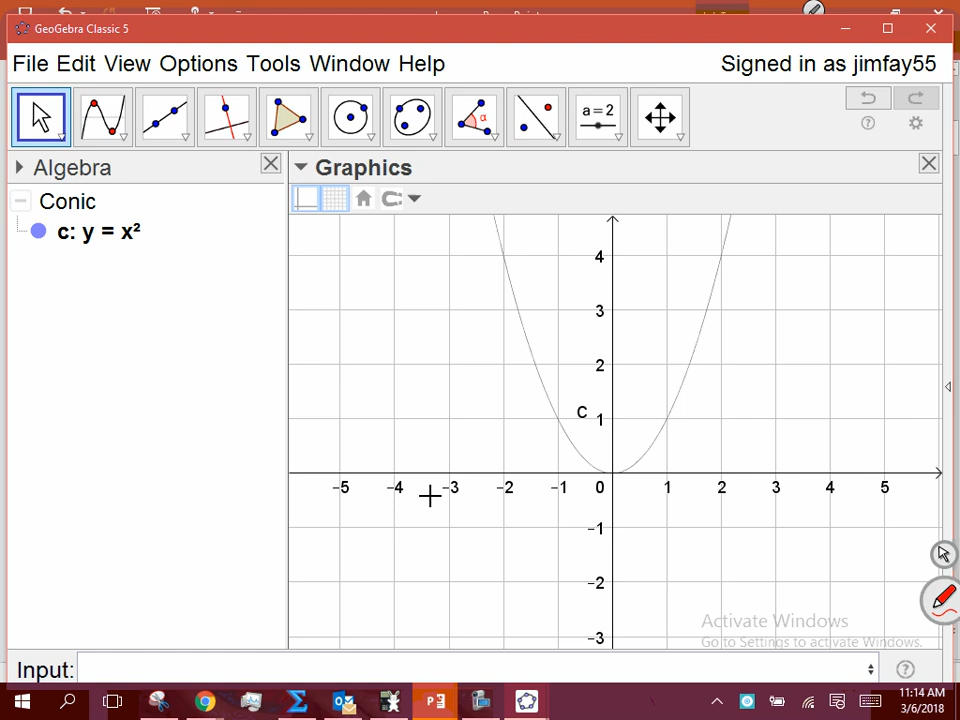 GeoGebra Classic 5
File Edit View Options Tools Window Help
Signed in as jimfay55
α
a = 2
Algebra
Graphics
Conic
c: y = x²
4
3
2
c
1
-5 -4 -3 -2 -1 0 1 2 3 4 5
-1
-2
-3
Activate Windows
Go to Settings to activate Windows.
Input:
11:14 AM
3/6/2018